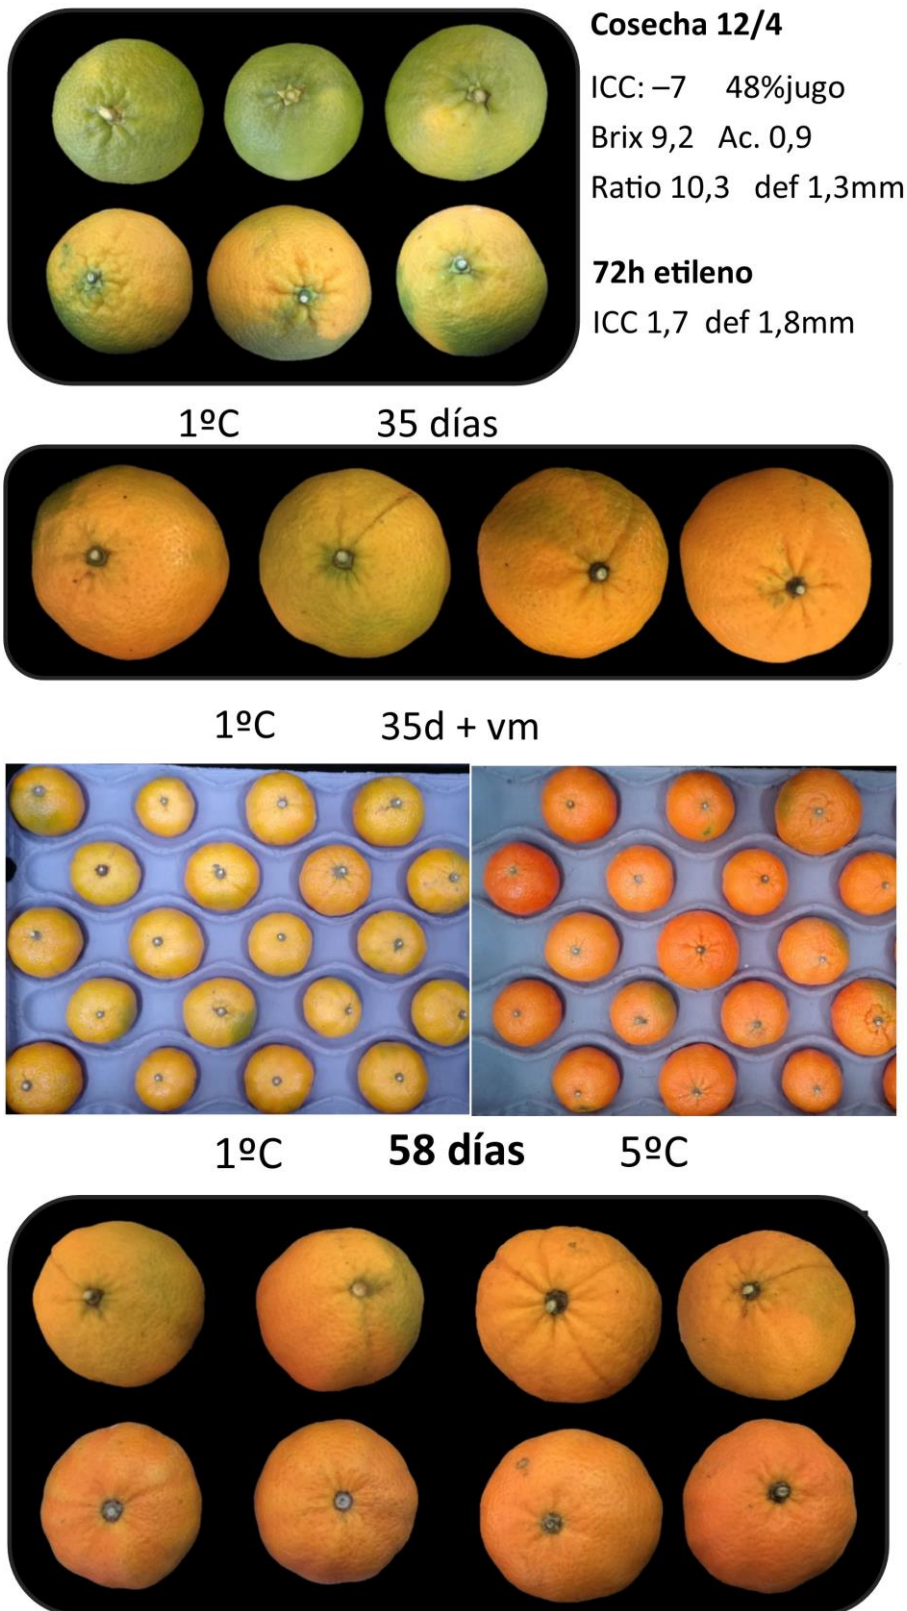 Cosecha 12/4
ICC: –7 48%jugo
Brix 9,2 Ac. 0,9
Ratio 10,3 def 1,3mm
72h etileno
ICC 1,7 def 1,8mm
1ºC 35 días
1ºC 35d + vm
1ºC 58 días 5ºC